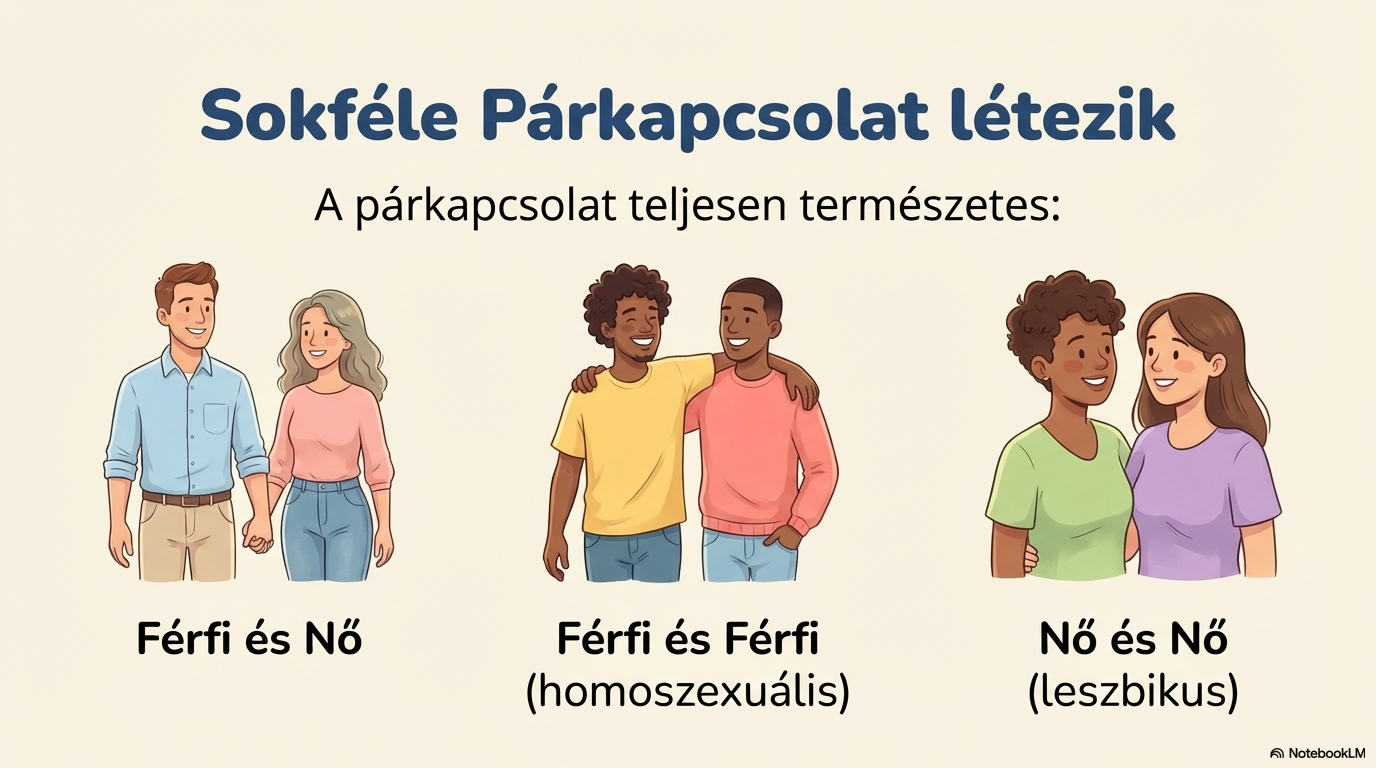 Sokféle Párkapcsolat létezik
A párkapcsolat teljesen természetes:
Férfi és Nő
Férfi és Férfi
(homoszexuális)
Nő és Nő
(leszbikus)
NotebookLM